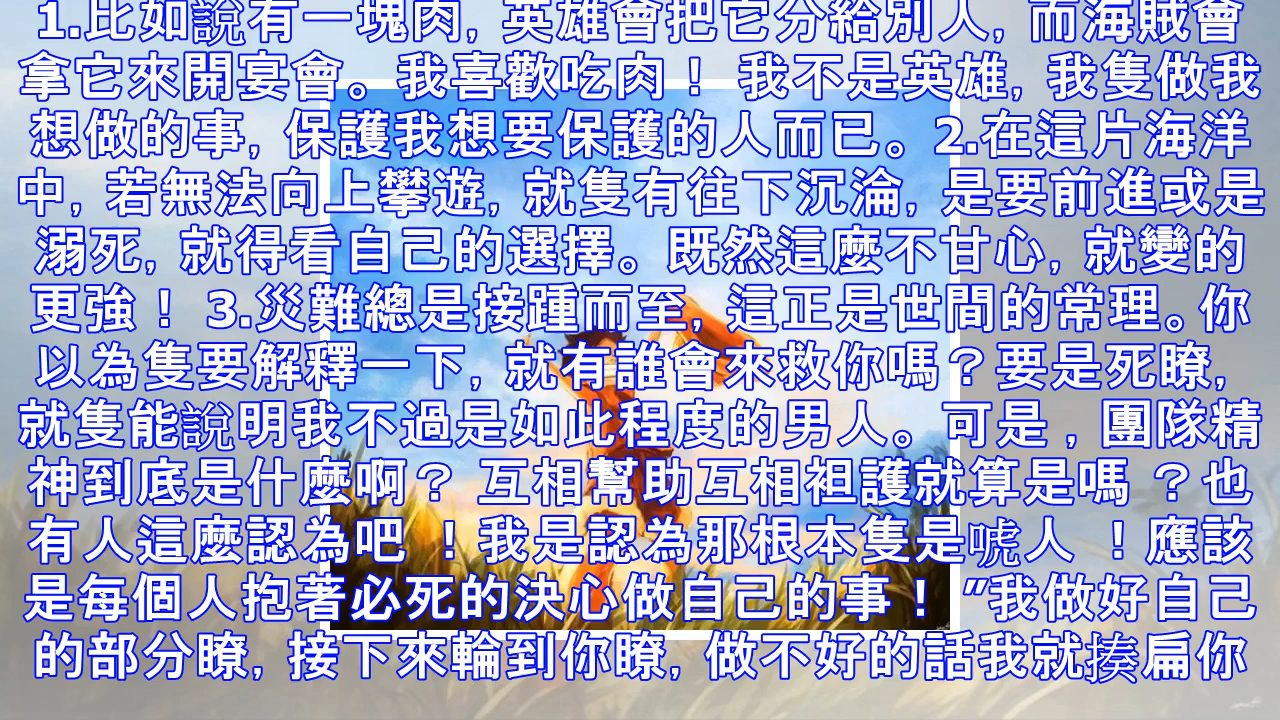 1.比如說有一塊肉, 英雄會把它分給別人, 而海賊會
拿它來開宴會。我喜歡吃肉！ 我不是英雄, 我隻做我
想做的事, 保護我想要保護的人而已。2.在這片海洋
中, 若無法向上攀遊, 就隻有往下沉淪, 是要前進或是
溺死, 就得看自己的選擇。既然這麼不甘心, 就變的
更強！ 3.災難總是接踵而至, 這正是世間的常理。你
以為隻要解釋一下, 就有誰會來救你嗎？要是死瞭,
就隻能說明我不過是如此程度的男人。可是 , 團隊精
神到底是什麼啊？ 互相幫助互相袒護就算是嗎 ？也
有人這麼認為吧 ！我是認為那根本隻是唬人 ！應該
是每個人抱著必死的決心做自己的事！ ”我做好自己
的部分瞭, 接下來輪到你瞭, 做不好的話我就揍扁你